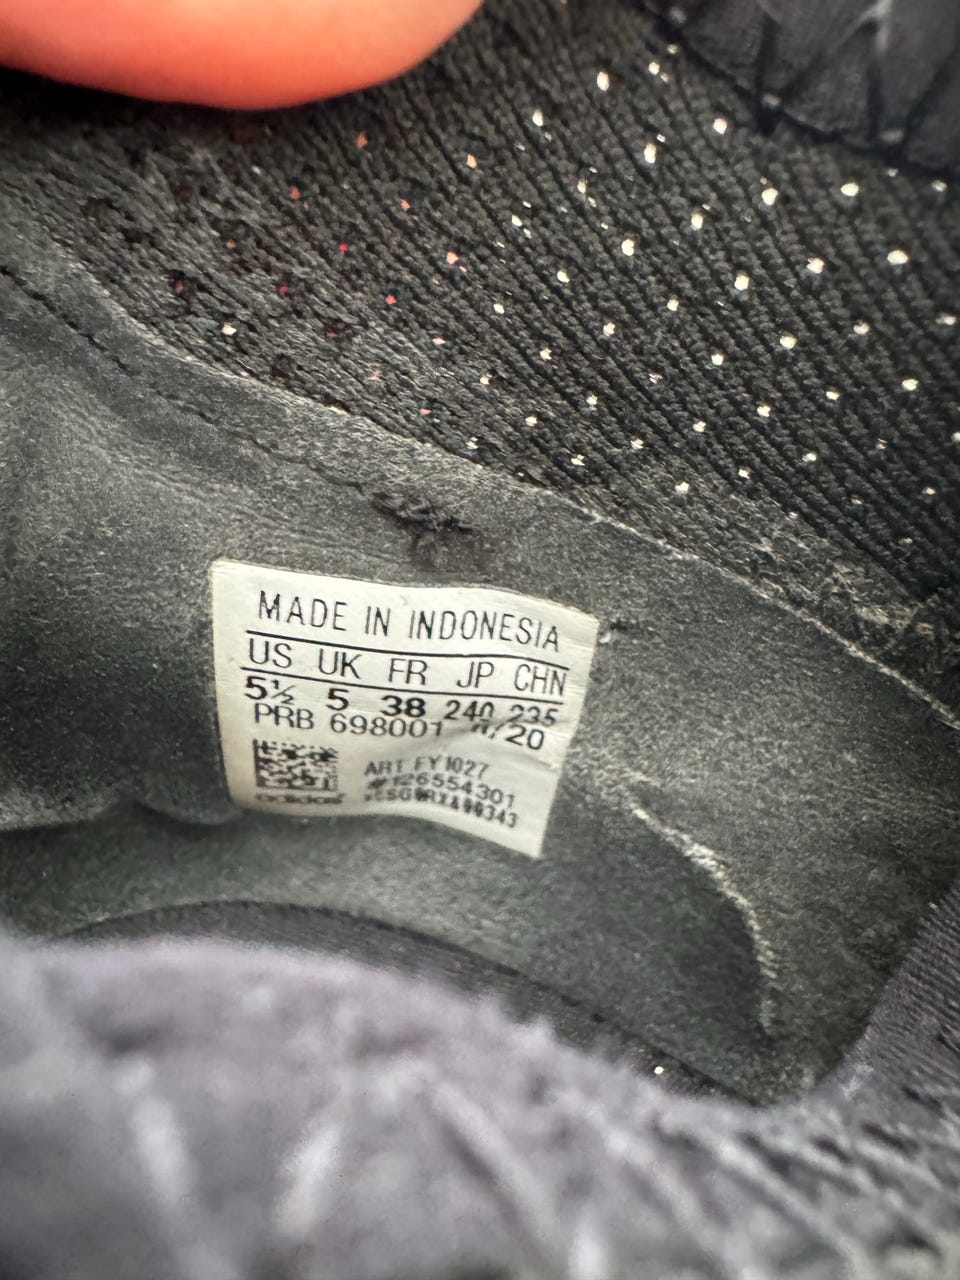 MADE IN INDONESIA
US UK FR JP CHN
5½ 5 38 240 235
PRB 698001 /20
ART FY1027
#126554301
adidas